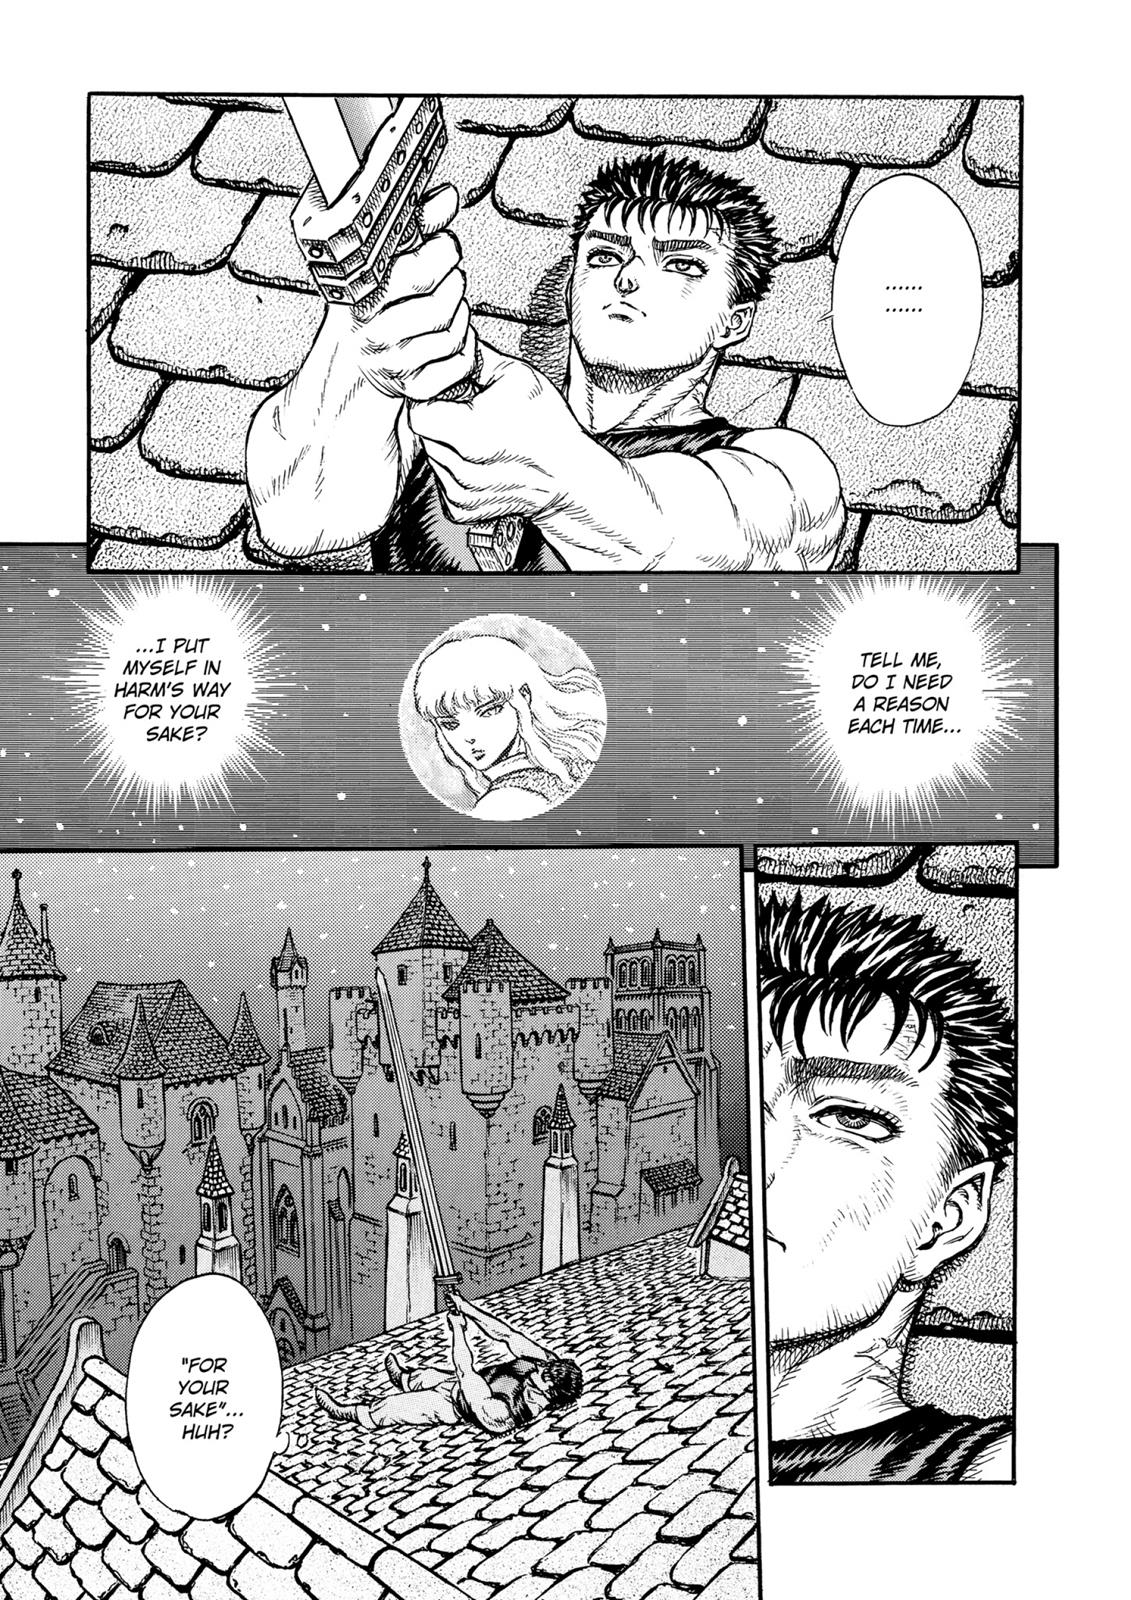 ......
......
TELL ME,
DO I NEED
A REASON
EACH TIME...
...I PUT
MYSELF IN
HARM'S WAY
FOR YOUR
SAKE?
"FOR
YOUR
SAKE"...
HUH?